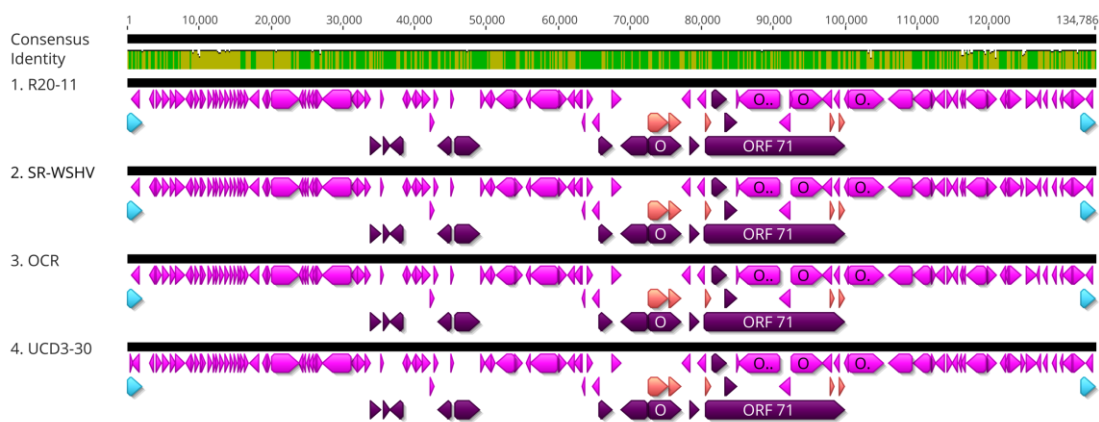 1 10,000 20,000 30,000 40,000 50,000 60,000 70,000 80,000 90,000 100,000 110,000 120,000 134,786
Consensus
Identity
1. R20-11
O.. O O.
O ORF 71
2. SR-WSHV
O.. O O.
O ORF 71
3. OCR
O.. O O.
O ORF 71
4. UCD3-30
O.. O O.
O ORF 71